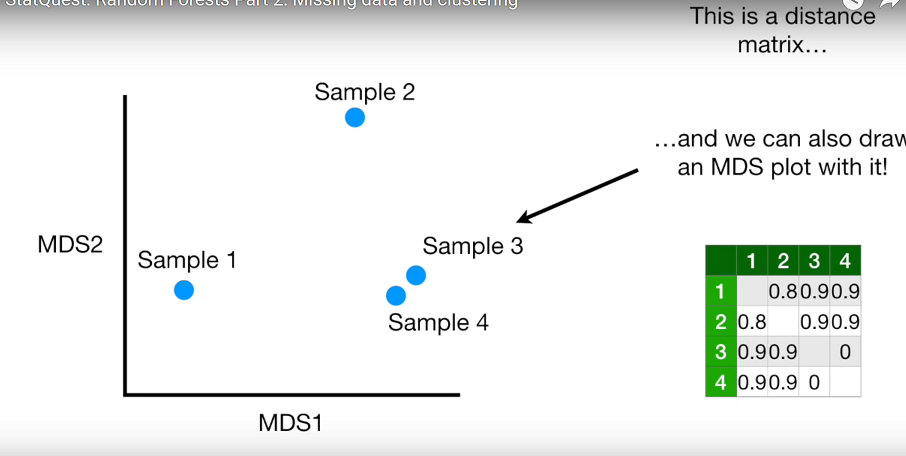 StatQuest: Random Forests Part 2: Missing data and clustering
This is a distance
matrix…
Sample 2
…and we can also draw
an MDS plot with it!
MDS2
Sample 1
Sample 3
Sample 4
MDS1
1 2 3 4
1 0.8 0.9 0.9
2 0.8 0.9 0.9
3 0.9 0.9 0
4 0.9 0.9 0